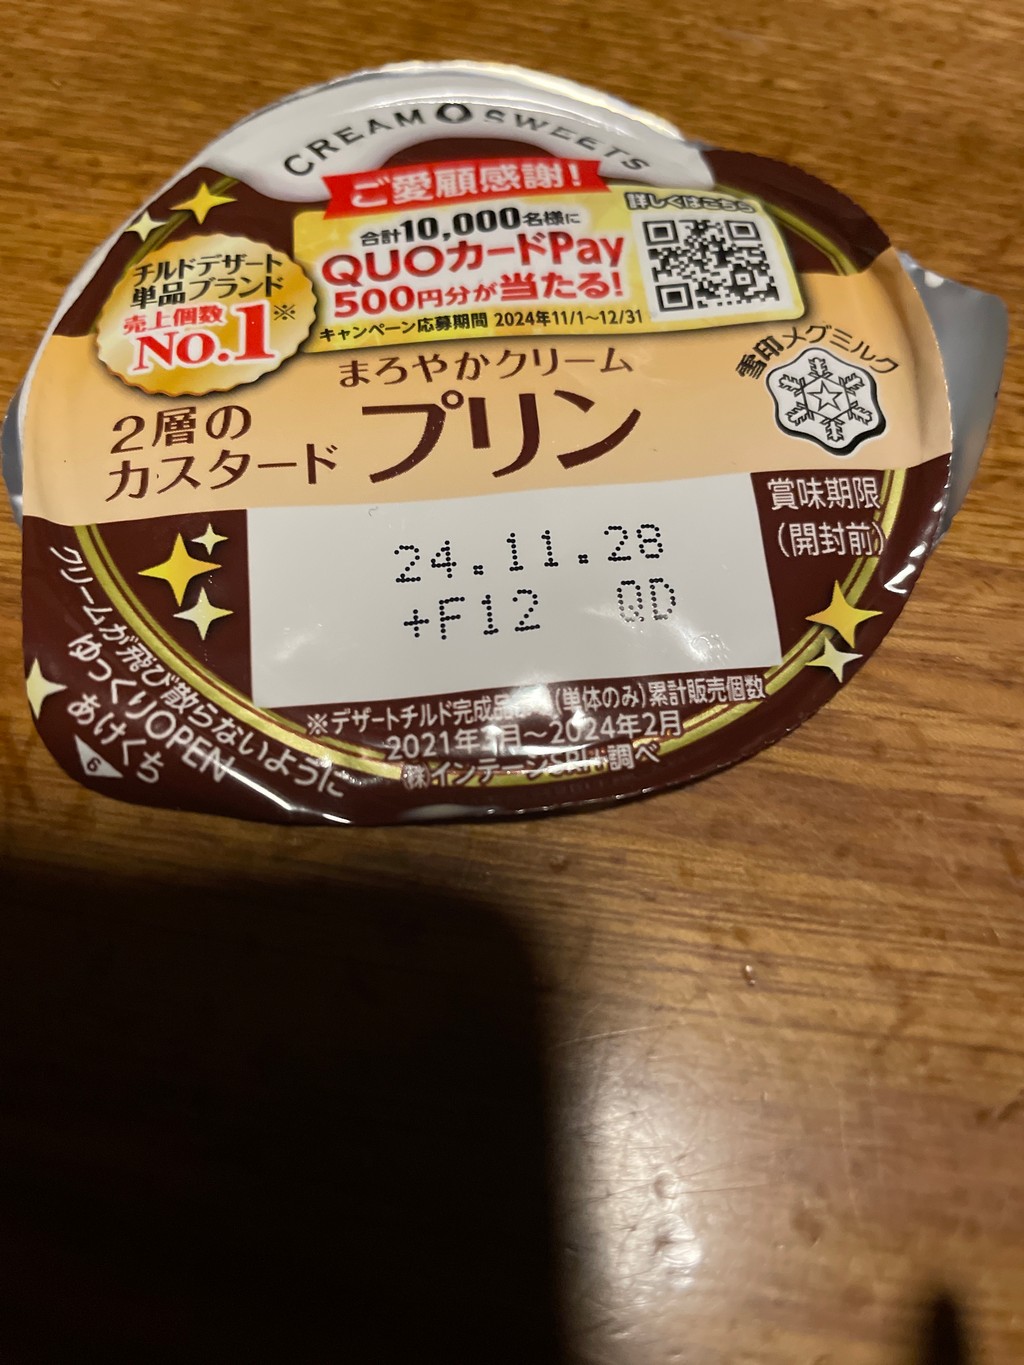 CREAM SWEETS
ご愛顧感謝!
合計10,000名様に
QUOカードPay
500円分が当たる!
キャンペーン応募期間 2024年11/1~12/31
詳しくはこちら
チルドデザート
単品ブランド
売上個数※
No.1
雪印メグミルク
まろやかクリーム
2層の
カスタード
プリン
賞味期限
(開封前)
24.11.28
+F12 QD
※デザートチルド完成品 (単体のみ)累計販売個数
2021年 月~2024年2月
㈱インテージSRI+調べ
クリームが飛び散らないように
ゆっくりOPEN
あけくち
6